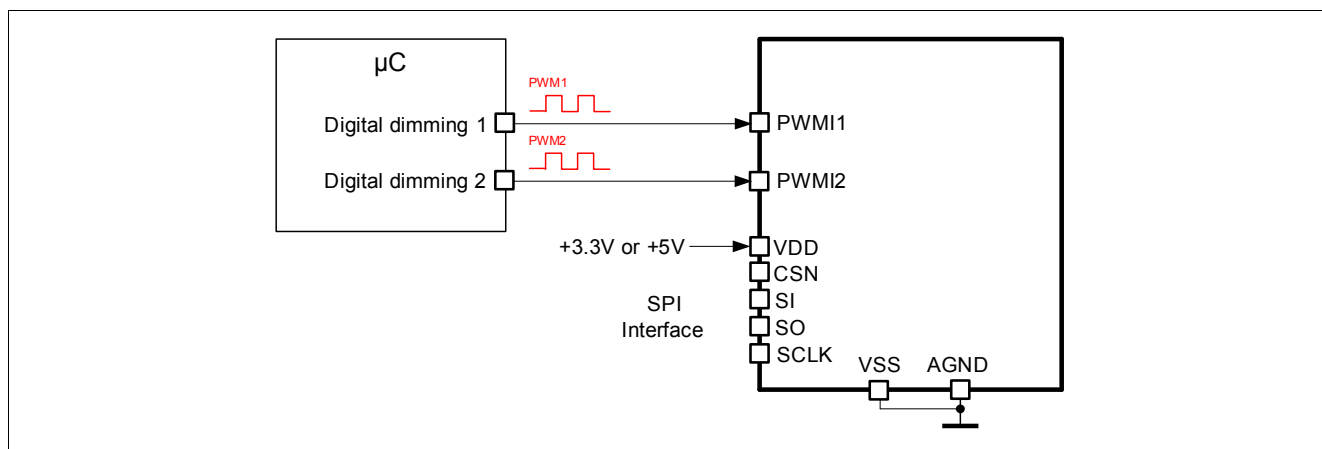 µC
PWM1
Digital dimming 1
PWMI1
PWM2
Digital dimming 2
PWMI2
+3.3V or +5V
VDD
CSN
SPI
Interface
SI
SO
SCLK
VSS
AGND